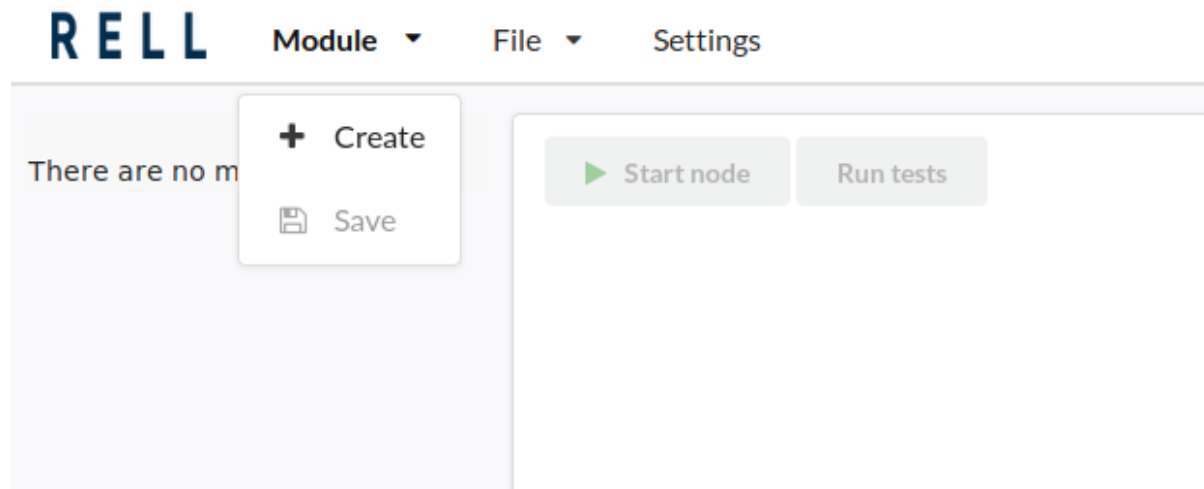 RELL Module File Settings
Create
There are no m
Save
Start node Run tests